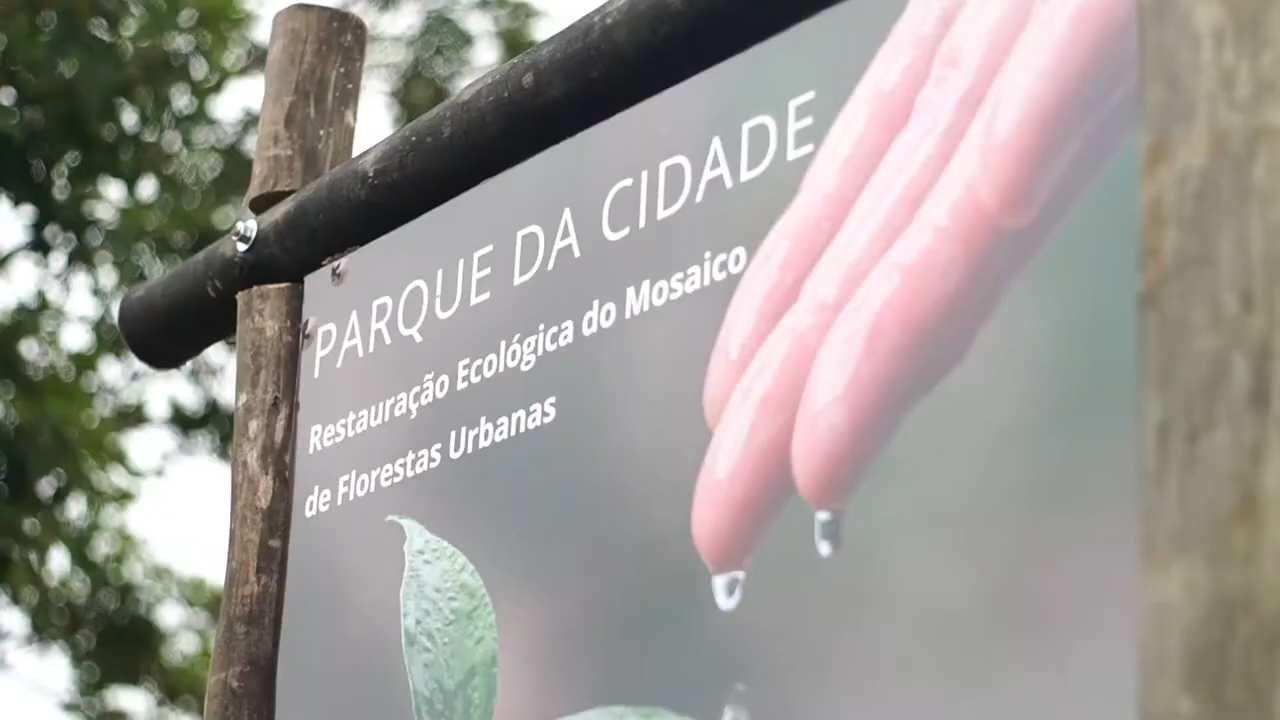 PARQUE DA CIDADE
Restauração Ecológica do Mosaico
de Florestas Urbanas